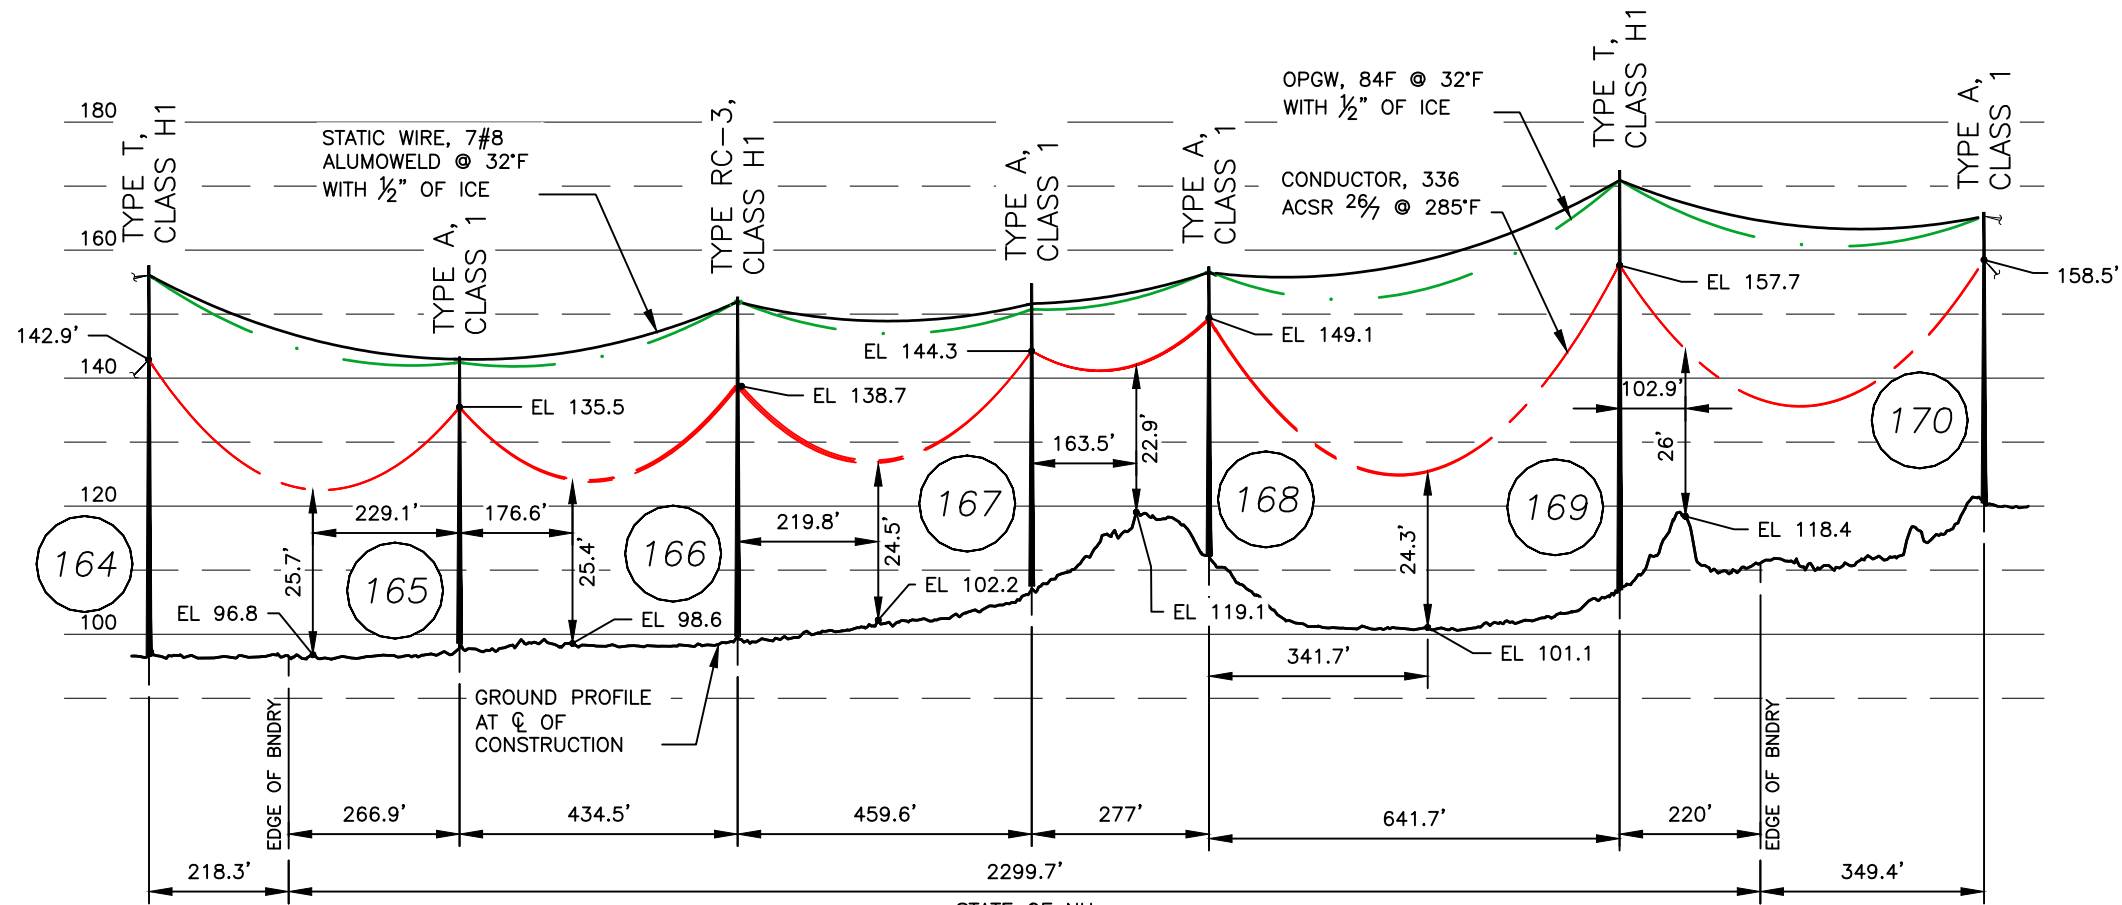 TYPE T,
CLASS H1
TYPE A,
CLASS 1
TYPE RC-3,
CLASS H1
TYPE A,
CLASS 1
TYPE A,
CLASS 1
TYPE T,
CLASS H1
TYPE A,
CLASS 1
OPGW, 84F @ 32°F
WITH ½" OF ICE
STATIC WIRE, 7#8
ALUMOWELD @ 32°F
WITH ½" OF ICE
CONDUCTOR, 336
ACSR 26/7 @ 285°F
180
160
140
120
100
142.9'
EL 135.5
EL 138.7
EL 144.3
EL 149.1
EL 157.7
158.5'
164
165
166
167
168
169
170
229.1'
176.6'
219.8'
163.5'
102.9'
25.7'
25.4'
24.5'
22.9'
24.3'
26'
EL 96.8
EL 98.6
EL 102.2
EL 119.1
EL 101.1
EL 118.4
341.7'
GROUND PROFILE
AT ℄ OF
CONSTRUCTION
EDGE OF BNDRY
EDGE OF BNDRY
266.9'
434.5'
459.6'
277'
641.7'
220'
218.3'
2299.7'
349.4'